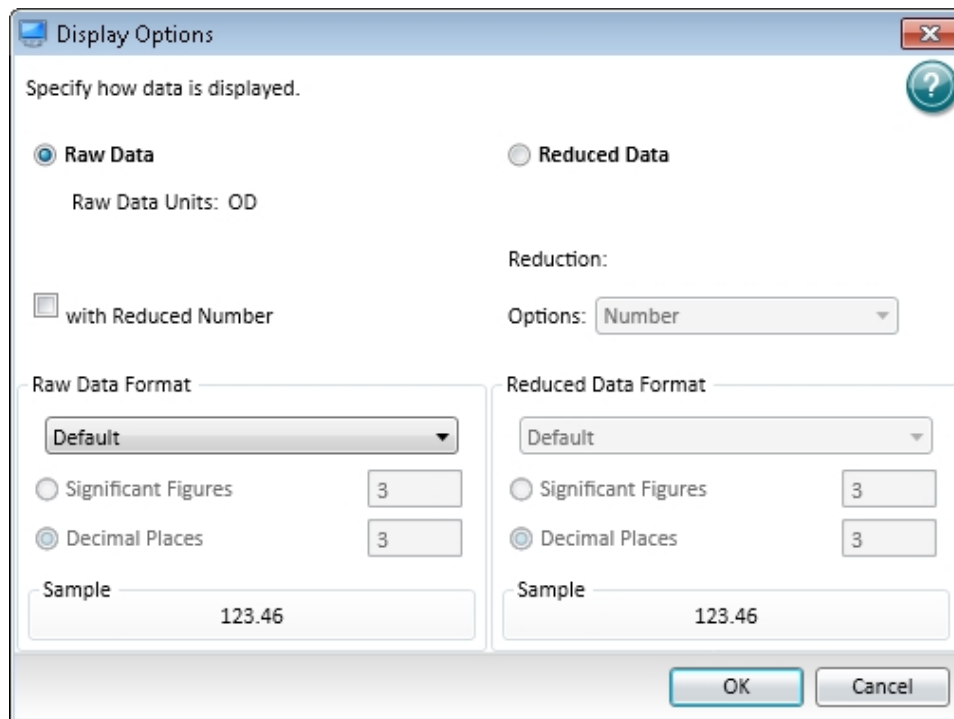 Display Options
Specify how data is displayed.
?
Raw Data
Reduced Data
Raw Data Units: OD
Reduction:
with Reduced Number
Options: Number
Raw Data Format
Reduced Data Format
Default
Default
Significant Figures 3
Significant Figures 3
Decimal Places 3
Decimal Places 3
Sample
Sample
123.46
123.46
OK
Cancel